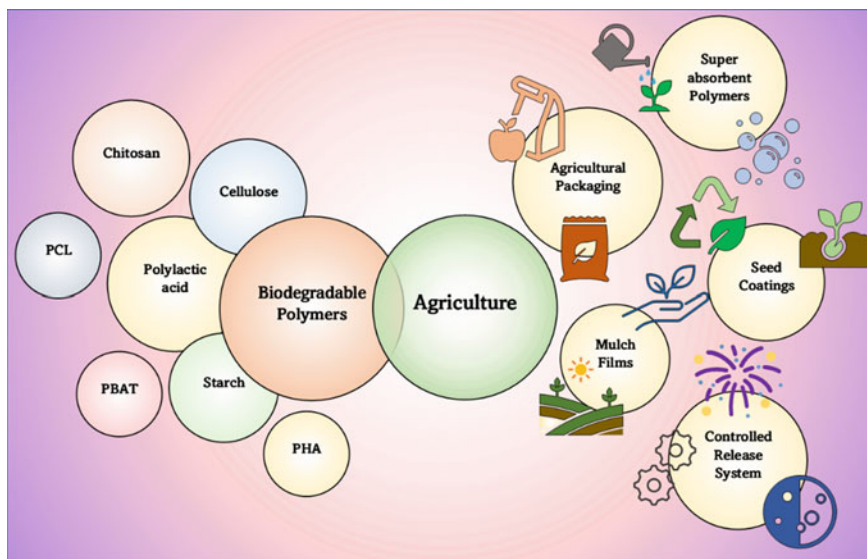 Chitosan
Cellulose
PCL
Polylactic
acid
Biodegradable
Polymers
PBAT
Starch
PHA
Agriculture
Super
absorbent
Polymers
Agricultural
Packaging
Seed
Coatings
Mulch
Films
Controlled
Release
System